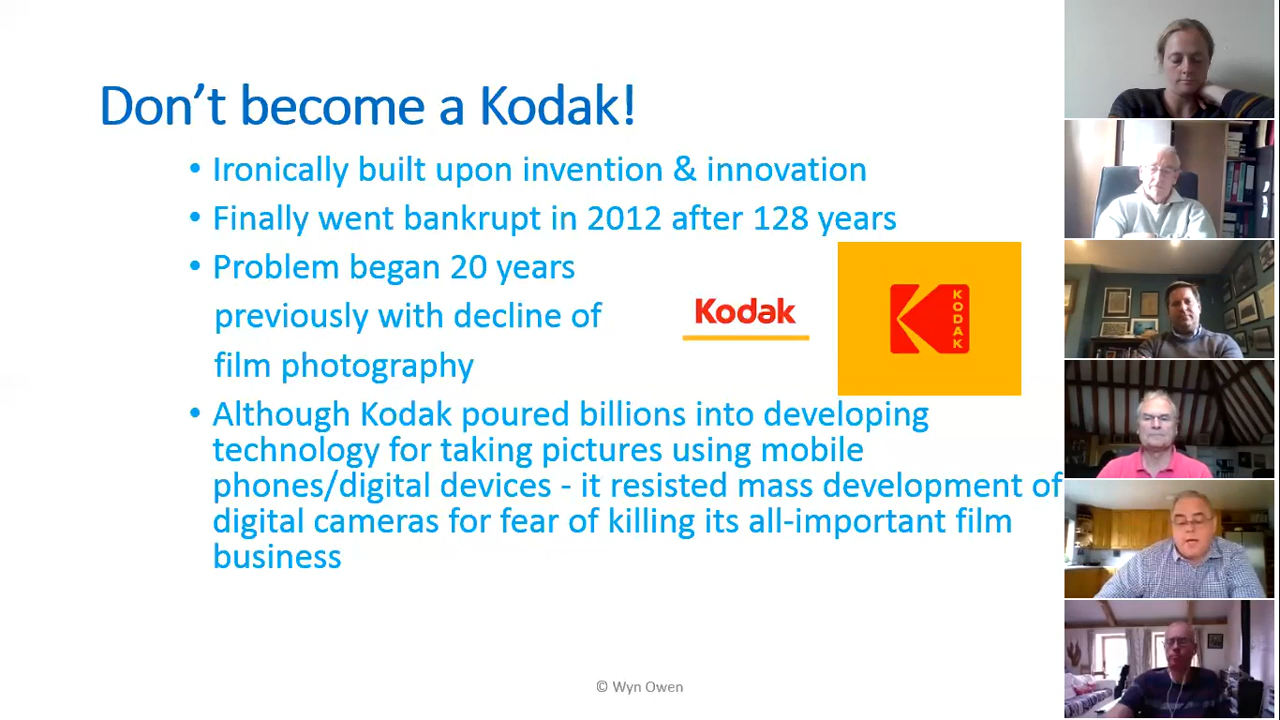 Don't become a Kodak!
• Ironically built upon invention & innovation
• Finally went bankrupt in 2012 after 128 years
• Problem began 20 years
previously with decline of
film photography
Kodak
KODAK
• Although Kodak poured billions into developing
technology for taking pictures using mobile
phones/digital devices - it resisted mass development of
digital cameras for fear of killing its all-important film
business
© Wyn Owen